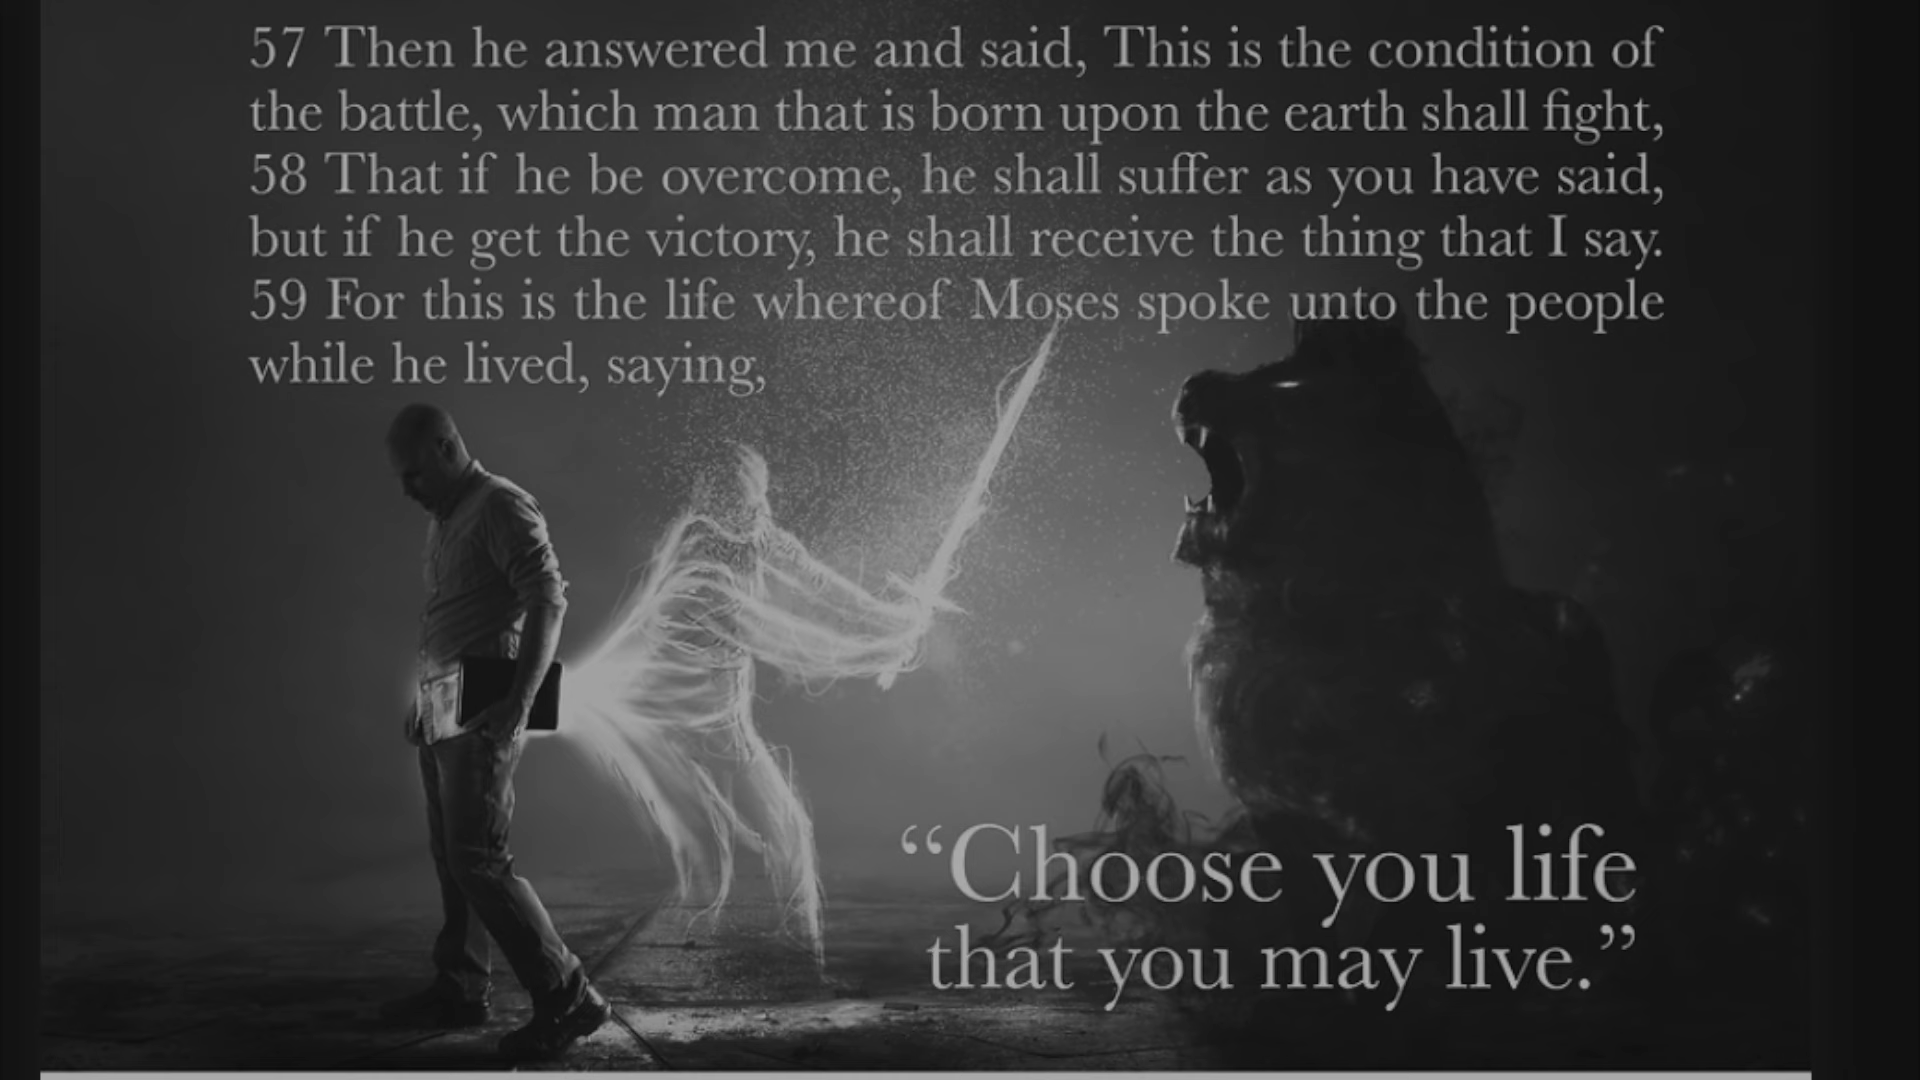 57 Then he answered me and said, This is the condition of
the battle, which man that is born upon the earth shall fight,
58 That if he be overcome, he shall suffer as you have said,
but if he get the victory, he shall receive the thing that I say.
59 For this is the life whereof Moses spoke unto the people
while he lived, saying,
“Choose you life
that you may live.”